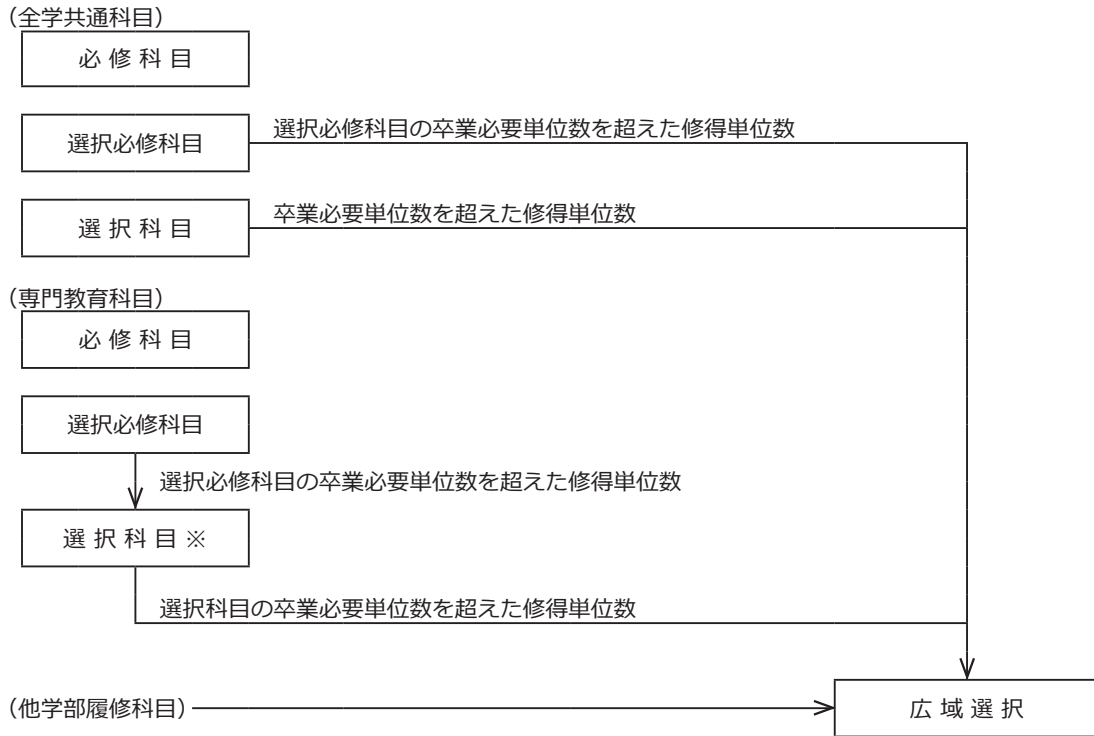 （全学共通科目）
必 修 科 目
選択必修科目
選択必修科目の卒業必要単位数を超えた修得単位数
選 択 科 目
卒業必要単位数を超えた修得単位数
（専門教育科目）
必 修 科 目
選択必修科目
選択必修科目の卒業必要単位数を超えた修得単位数
選 択 科 目 ※
選択科目の卒業必要単位数を超えた修得単位数
（他学部履修科目）
広 域 選 択